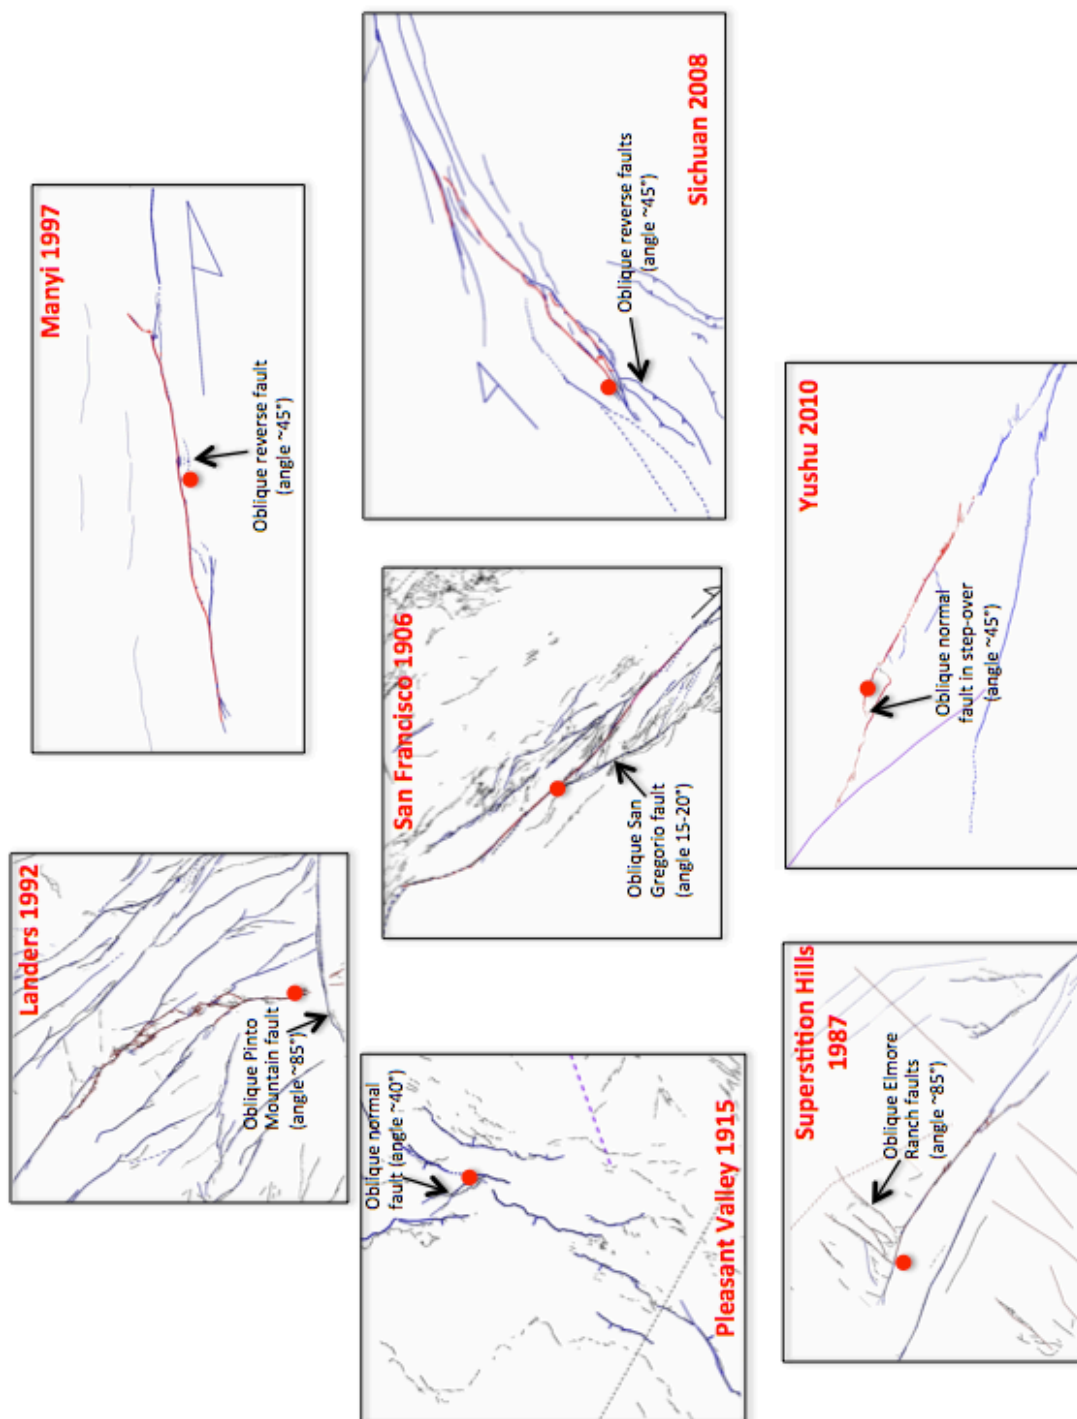 Landers 1992
Oblique Pinto
Mountain fault
(angle ~85°)
Manyi 1997
Oblique reverse fault
(angle ~45°)
Pleasant Valley 1915
Oblique normal
fault (angle ~40°)
San Francisco 1906
Oblique San
Gregorio fault
(angle 15-20°)
Sichuan 2008
Oblique reverse faults
(angle ~45°)
Superstition Hills
1987
Oblique Elmore
Ranch faults
(angle ~85°)
Yushu 2010
Oblique normal
fault in step-over
(angle ~45°)